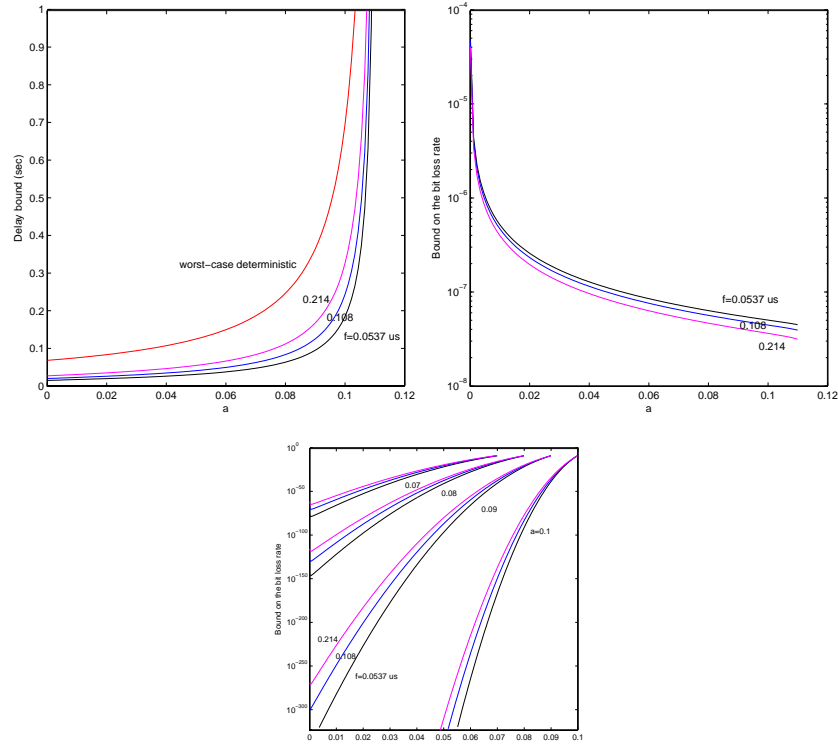 1
0.9
0.8
0.7
0.6
0.5
0.4
0.3
0.2
0.1
0
Delay bound (sec)
worst−case deterministic
0.214
0.108
f=0.0537 us
0 0.02 0.04 0.06 0.08 0.1 0.12
a
10−4
10−5
10−6
10−7
10−8
Bound on the bit loss rate
f=0.0537 us
0.108
0.214
0 0.02 0.04 0.06 0.08 0.1 0.12
a
100
10−50
10−100
10−150
10−200
10−250
10−300
Bound on the bit loss rate
0.07
0.08
0.09
a=0.1
0.214
0.108
f=0.0537 us
0 0.01 0.02 0.03 0.04 0.05 0.06 0.07 0.08 0.09 0.1